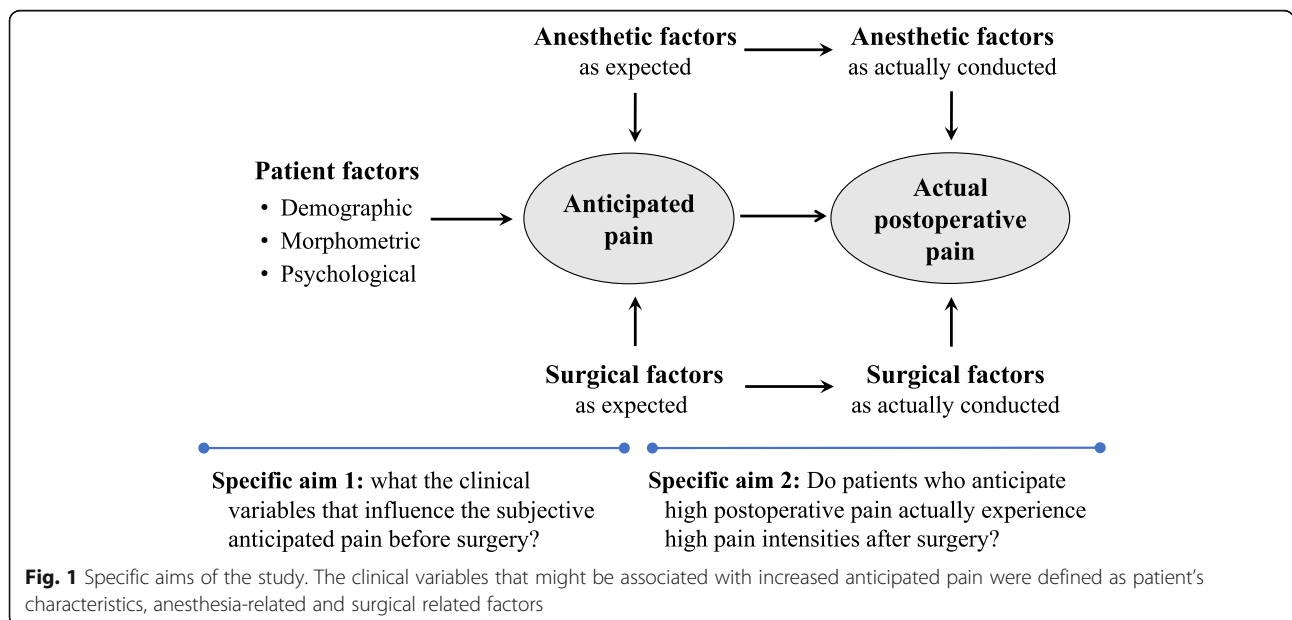 Anesthetic factors
as expected
Anesthetic factors
as actually conducted
Patient factors
• Demographic
• Morphometric
• Psychological
Anticipated
pain
Actual
postoperative
pain
Surgical factors
as expected
Surgical factors
as actually conducted
Specific aim 1: what the clinical
variables that influence the subjective
anticipated pain before surgery?
Specific aim 2: Do patients who anticipate
high postoperative pain actually experience
high pain intensities after surgery?
Fig. 1 Specific aims of the study. The clinical variables that might be associated with increased anticipated pain were defined as patient's
characteristics, anesthesia-related and surgical related factors